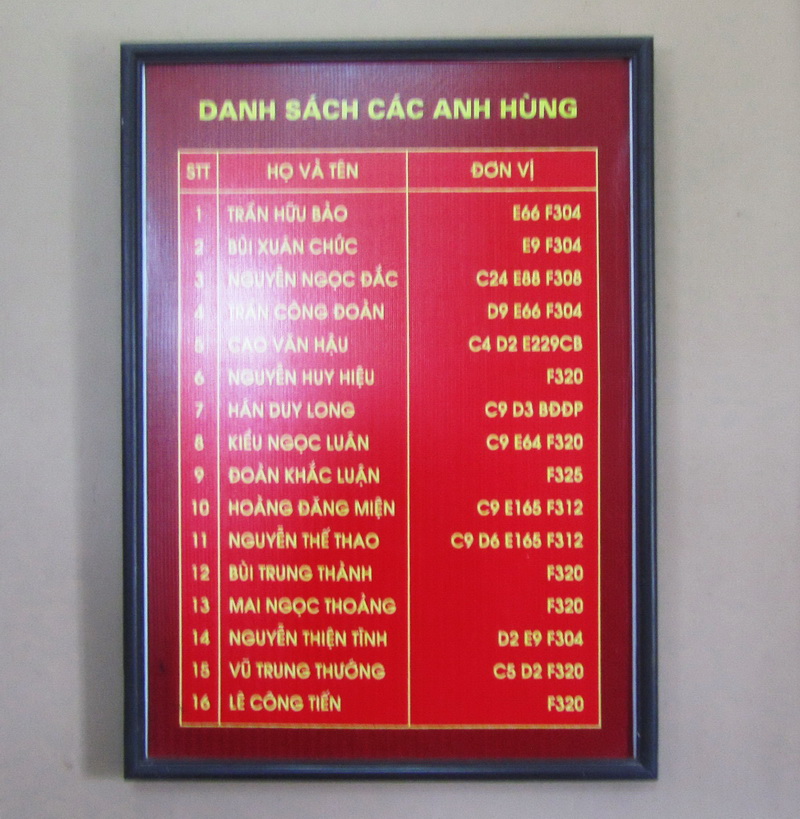 DANH SÁCH CÁC ANH HÙNG
STT HỌ VÀ TÊN ĐƠN VỊ
1 TRẦN HỮU BẢO E66 F304
2 BÙI XUÂN CHÚC E9 F304
3 NGUYỄN NGỌC ĐẮC C24 E88 F308
4 TRẦN CÔNG ĐOÀN D9 E66 F304
5 CAO VĂN HẬU C4 D2 E229CB
6 NGUYỄN HUY HIỆU F320
7 HÁN DUY LONG C9 D3 BĐĐP
8 KIỀU NGỌC LUÂN C9 E64 F320
9 ĐOÀN KHẮC LUẬN F325
10 HOÀNG ĐĂNG MIỆN C9 E165 F312
11 NGUYỄN THẾ THAO C9 D6 E165 F312
12 BÙI TRUNG THÀNH F320
13 MAI NGỌC THOẢNG F320
14 NGUYỄN THIỆN TĨNH D2 E9 F304
15 VŨ TRUNG THƯỚNG C5 D2 F320
16 LÊ CÔNG TIẾN F320